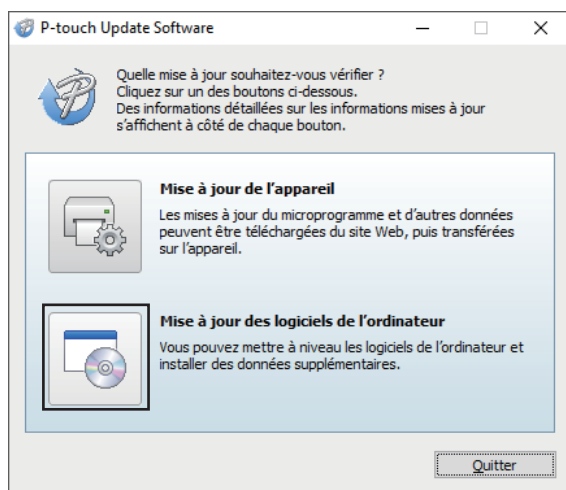 P-touch Update Software
Quelle mise à jour souhaitez-vous vérifier ?
Cliquez sur un des boutons ci-dessous.
Des informations détaillées sur les informations mises à jour
s'affichent à côté de chaque bouton.
Mise à jour de l'appareil
Les mises à jour du microprogramme et d'autres données
peuvent être téléchargées du site Web, puis transférées
sur l'appareil.
Mise à jour des logiciels de l'ordinateur
Vous pouvez mettre à niveau les logiciels de l'ordinateur et
installer des données supplémentaires.
Quitter